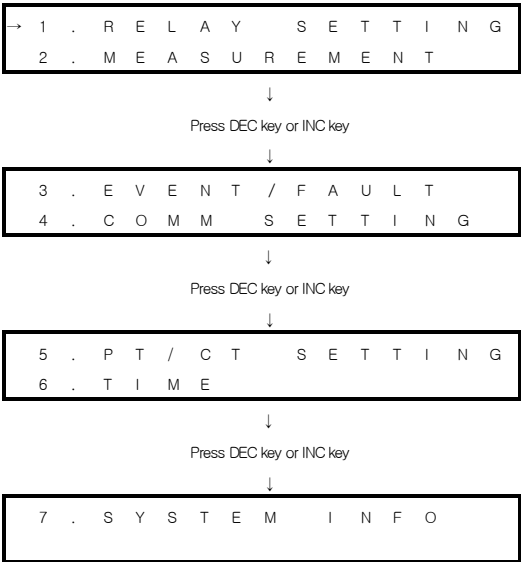 → 1. RELAY SETTING
2. MEASUREMENT
↓
Press DEC key or INC key
↓
3. EVENT/FAULT
4. COMM SETTING
↓
Press DEC key or INC key
↓
5. PT/CT SETTING
6. TIME
↓
Press DEC key or INC key
↓
7. SYSTEM INFO